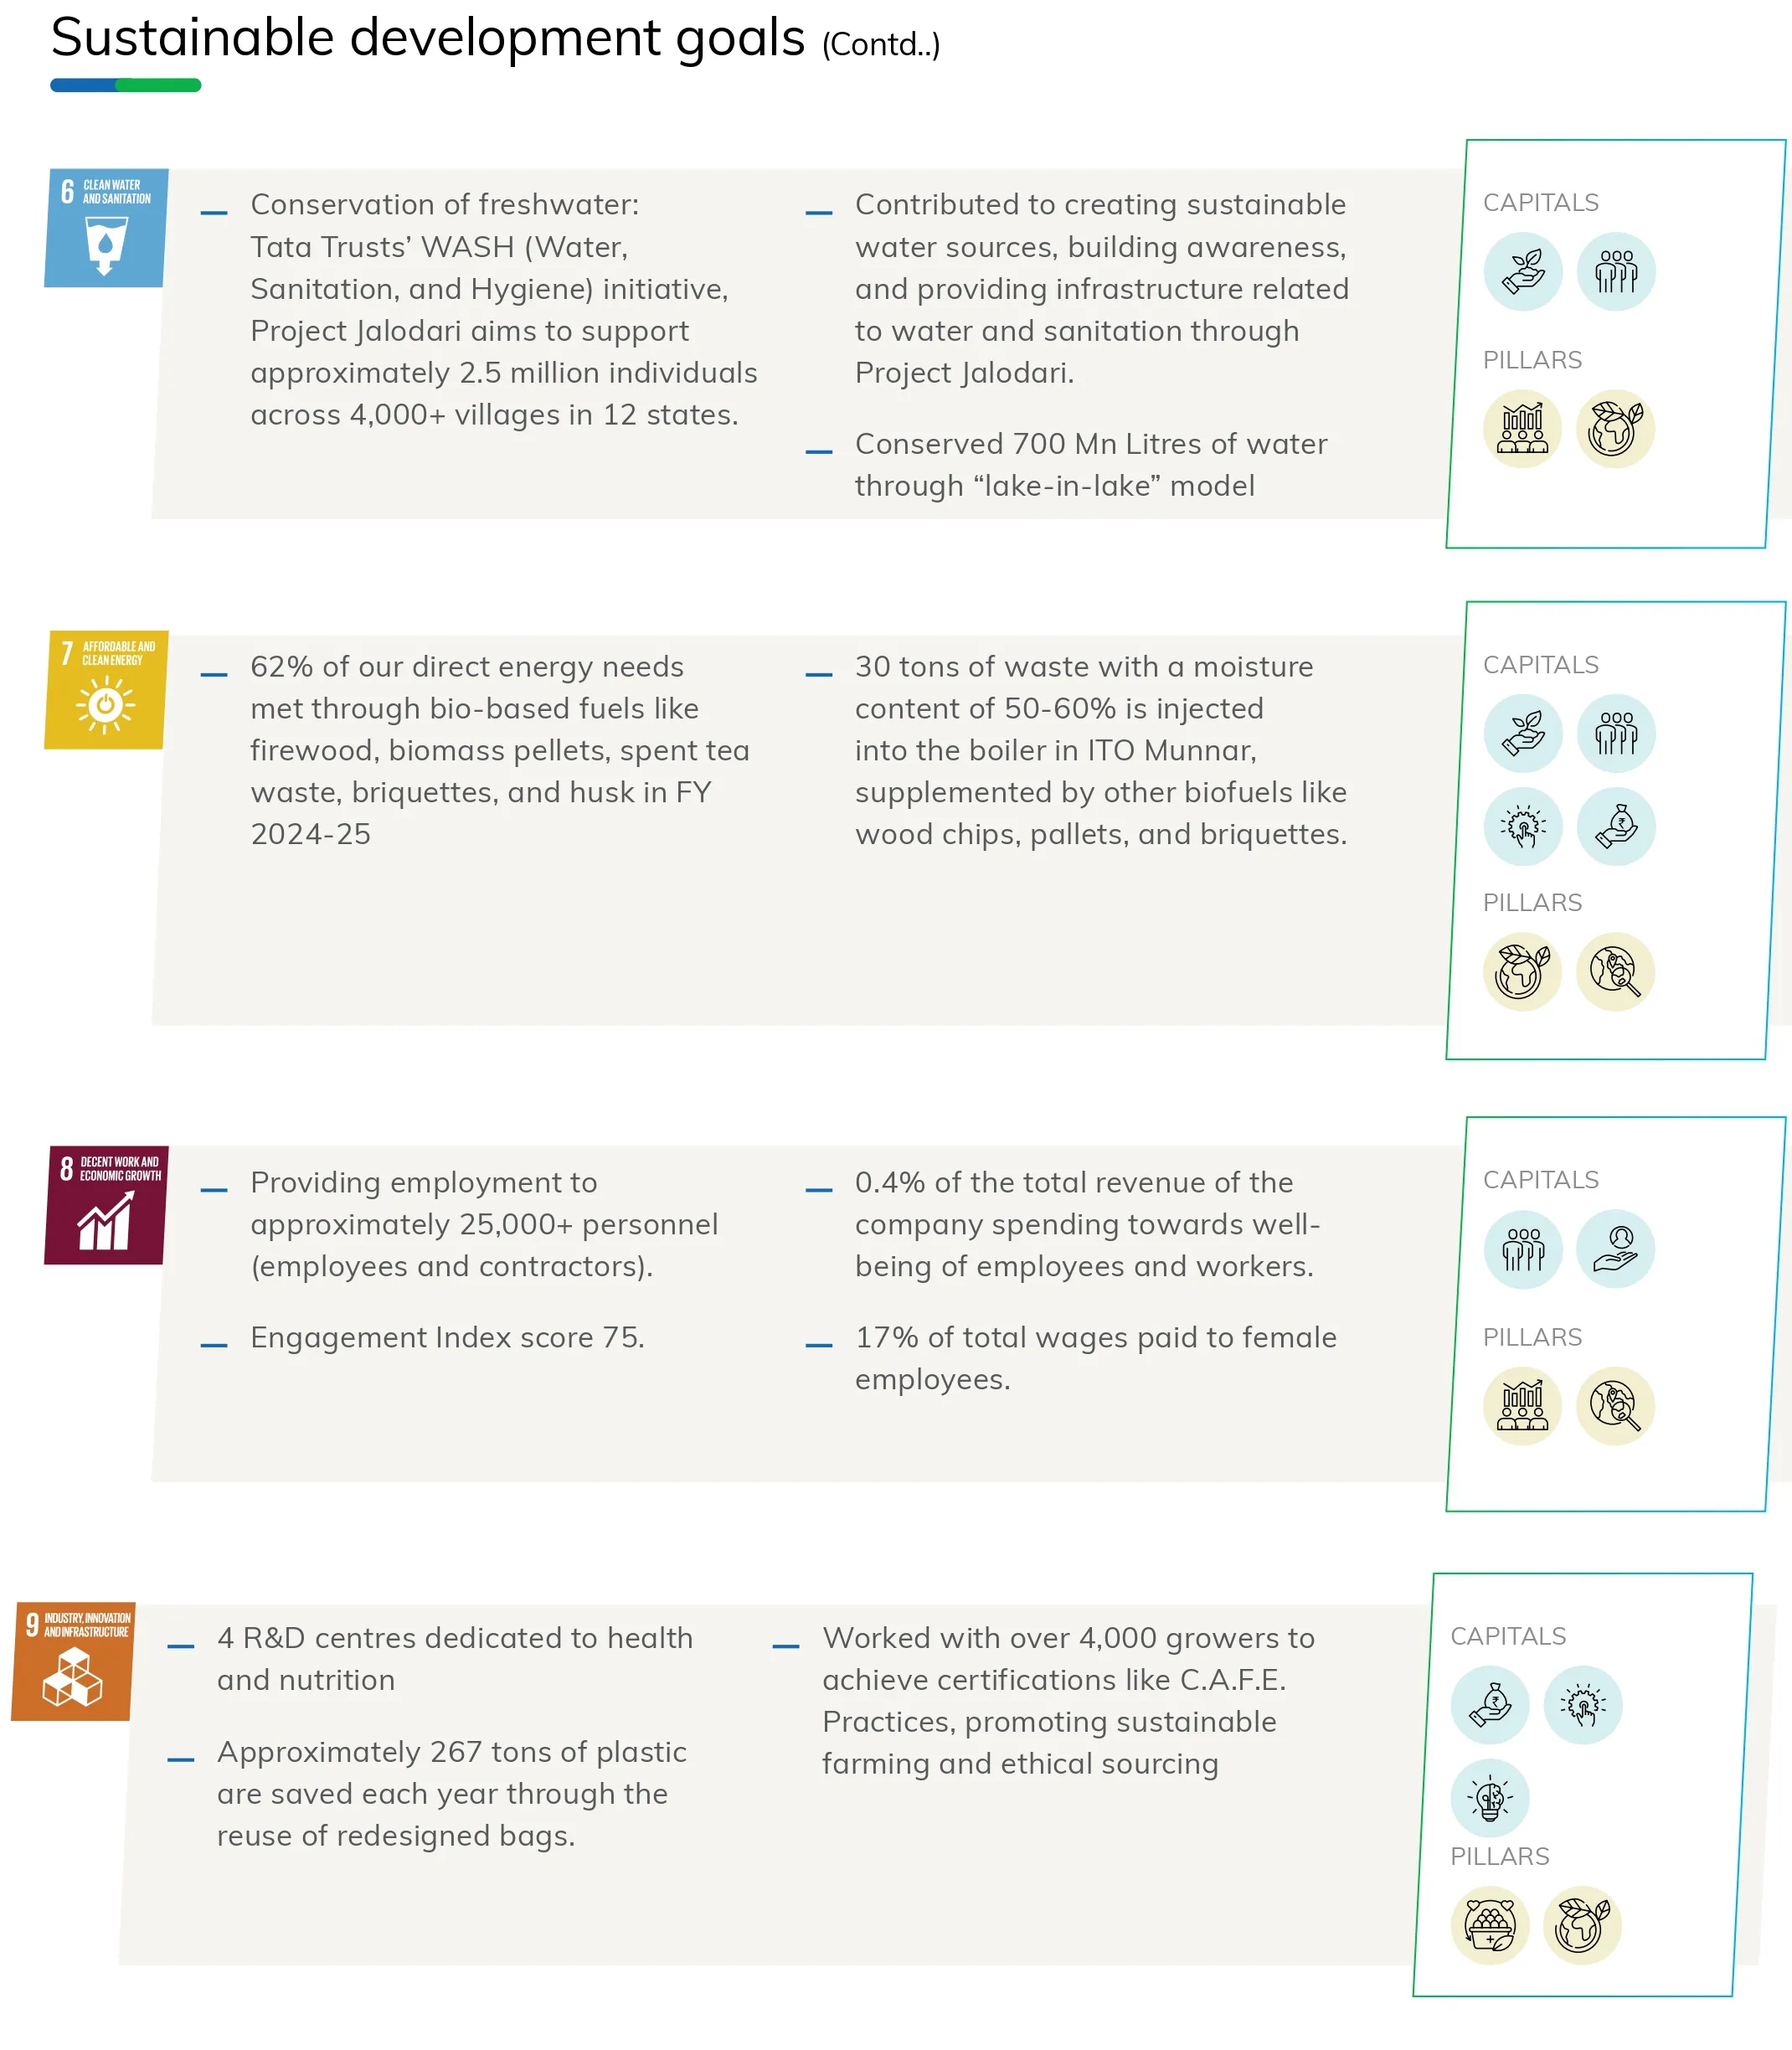 Sustainable development goals (Contd..)
6 CLEAN WATER
AND SANITATION
Conservation of freshwater:
Tata Trusts’ WASH (Water,
Sanitation, and Hygiene) initiative,
Project Jalodari aims to support
approximately 2.5 million individuals
across 4,000+ villages in 12 states.
Contributed to creating sustainable
water sources, building awareness,
and providing infrastructure related
to water and sanitation through
Project Jalodari.
Conserved 700 Mn Litres of water
through “lake-in-lake” model
CAPITALS
PILLARS
7 AFFORDABLE AND
CLEAN ENERGY
62% of our direct energy needs
met through bio-based fuels like
firewood, biomass pellets, spent tea
waste, briquettes, and husk in FY
2024-25
30 tons of waste with a moisture
content of 50-60% is injected
into the boiler in ITO Munnar,
supplemented by other biofuels like
wood chips, pallets, and briquettes.
CAPITALS
₹
PILLARS
8 DECENT WORK AND
ECONOMIC GROWTH
Providing employment to
approximately 25,000+ personnel
(employees and contractors).
Engagement Index score 75.
0.4% of the total revenue of the
company spending towards well-
being of employees and workers.
17% of total wages paid to female
employees.
CAPITALS
PILLARS
9 INDUSTRY, INNOVATION
AND INFRASTRUCTURE
4 R&D centres dedicated to health
and nutrition
Approximately 267 tons of plastic
are saved each year through the
reuse of redesigned bags.
Worked with over 4,000 growers to
achieve certifications like C.A.F.E.
Practices, promoting sustainable
farming and ethical sourcing
CAPITALS
₹
PILLARS